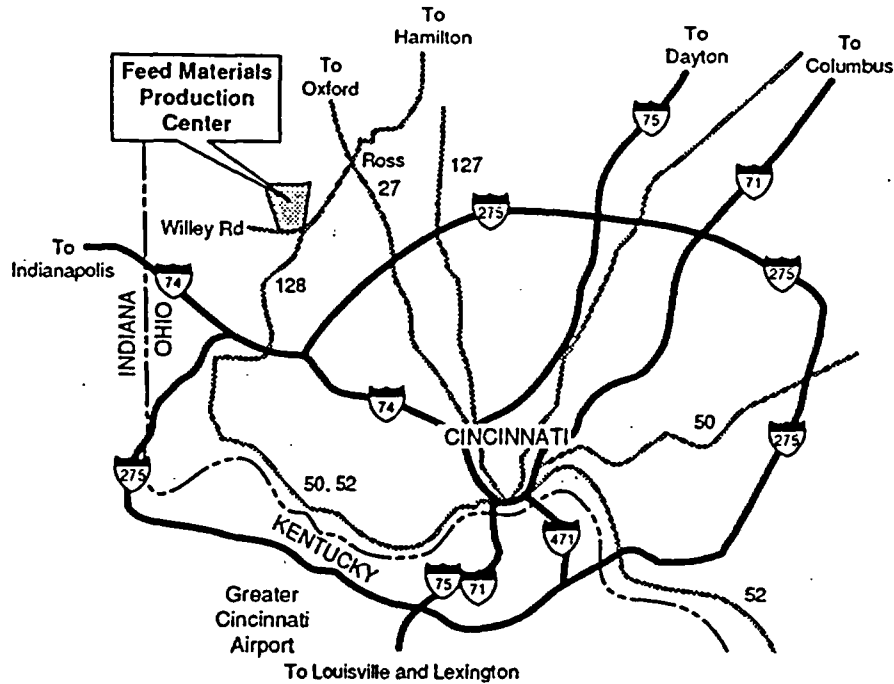 To
Hamilton
To
Dayton
To
Columbus
To
Oxford
Feed Materials
Production
Center
75
Ross
127
27
71
275
Willey Rd
To
Indianapolis
74
128
275
INDIANA
OHIO
74
CINCINNATI
50
275
275
50, 52
KENTUCKY
471
75
71
52
Greater
Cincinnati
Airport
To Louisville and Lexington